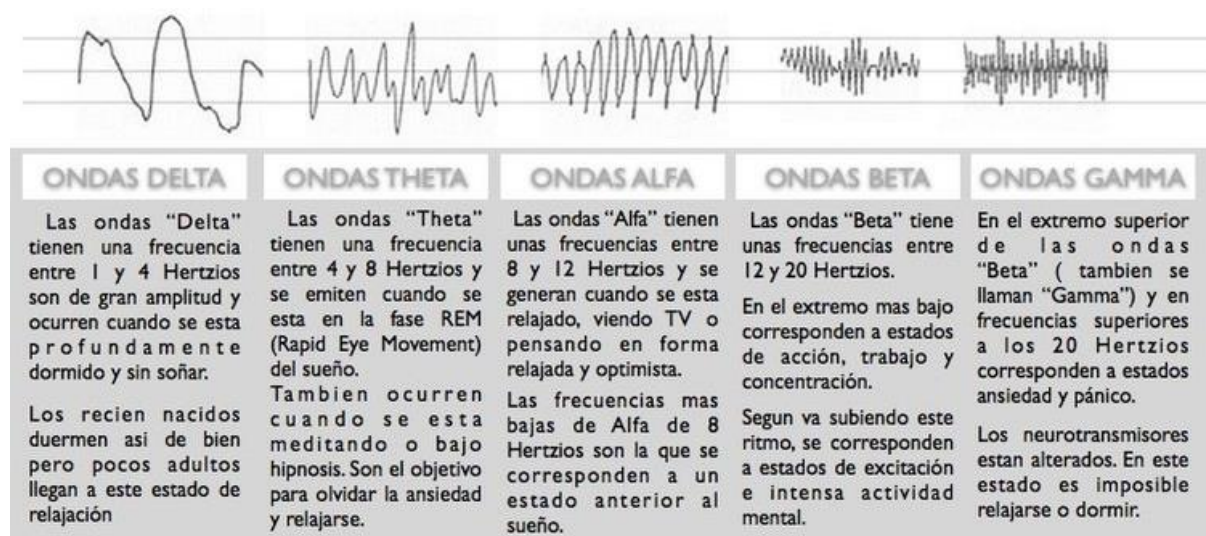 ONDAS DELTA
Las ondas “Delta”
tienen una frecuencia
entre 1 y 4 Hertzios
son de gran amplitud y
ocurren cuando se esta
profundamente
dormido y sin soñar.
Los recien nacidos
duermen asi de bien
pero pocos adultos
llegan a este estado de
relajación
ONDAS THETA
Las ondas “Theta”
tienen una frecuencia
entre 4 y 8 Hertzios y
se emiten cuando se
esta en la fase REM
(Rapid Eye Movement)
del sueño.
Tambien ocurren
cuando se esta
meditando o bajo
hipnosis. Son el objetivo
para olvidar la ansiedad
y relajarse.
ONDAS ALFA
Las ondas “Alfa” tienen
unas frecuencias entre
8 y 12 Hertzios y se
generan cuando se esta
relajado, viendo TV o
pensando en forma
relajada y optimista.
Las frecuencias mas
bajas de Alfa de 8
Hertzios son la que se
corresponden a un
estado anterior al
sueño.
ONDAS BETA
Las ondas “Beta” tiene
unas frecuencias entre
12 y 20 Hertzios.
En el extremo mas bajo
corresponden a estados
de acción, trabajo y
concentración.
Segun va subiendo este
ritmo, se corresponden
a estados de excitación
e intensa actividad
mental.
ONDAS GAMMA
En el extremo superior
de las ondas
“Beta” ( tambien se
llaman “Gamma”) y en
frecuencias superiores
a los 20 Hertzios
corresponden a estados
ansiedad y pánico.
Los neurotransmisores
estan alterados. En este
estado es imposible
relajarse o dormir.